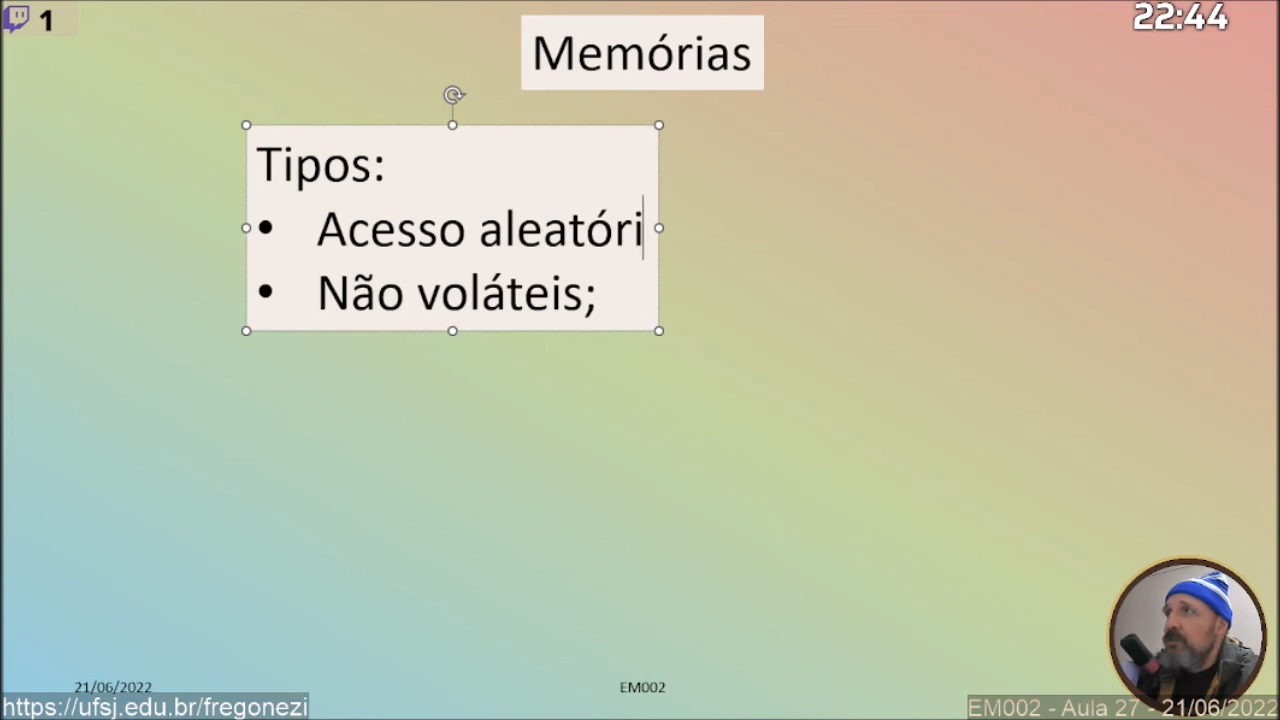 1
22:44
Memórias
Tipos:
• Acesso aleatóri
• Não voláteis;
21/06/2022
EM002
https://ufsj.edu.br/fregonezi
EM002 - Aula 27 - 21/06/2022